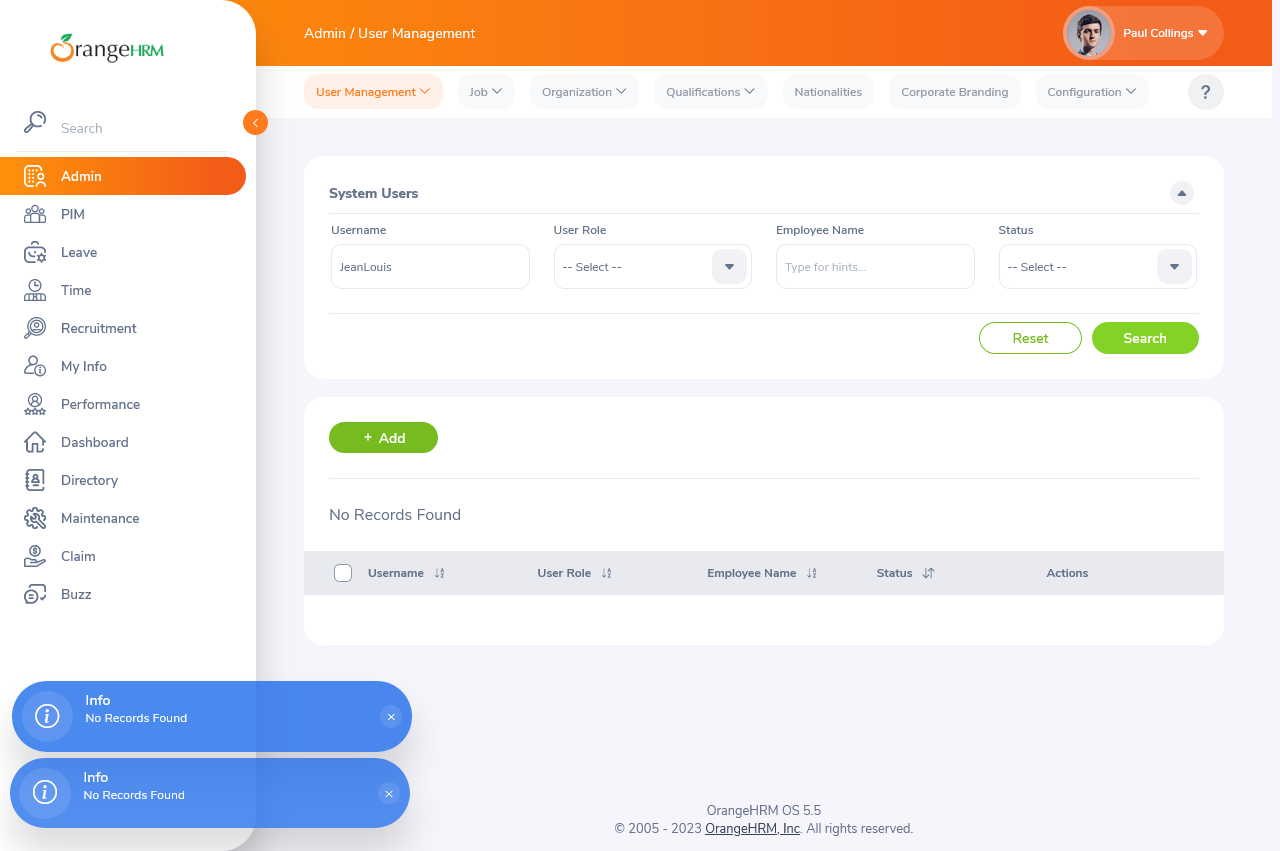 OrangeHRM
Admin / User Management
Paul Collings
User Management
Job
Organization
Qualifications
Nationalities
Corporate Branding
Configuration
?
Search
Admin
PIM
Leave
Time
Recruitment
My Info
Performance
Dashboard
Directory
Maintenance
Claim
Buzz
System Users
Username
User Role
Employee Name
Status
JeanLouis
-- Select --
Type for hints...
-- Select --
Reset
Search
+ Add
No Records Found
Username
User Role
Employee Name
Status
Actions
Info
No Records Found
Info
No Records Found
OrangeHRM OS 5.5
© 2005 - 2023 OrangeHRM, Inc. All rights reserved.